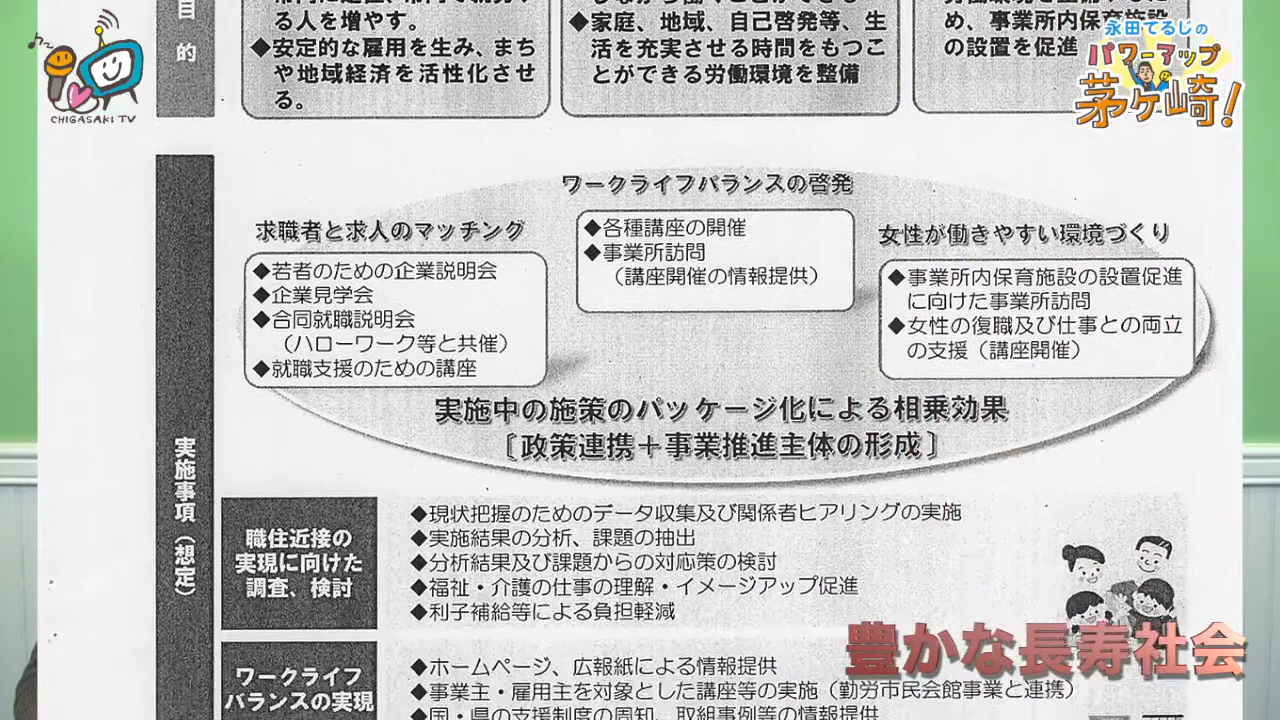 CHIGASAKI TV
永田てるじの
パワーアップ
茅ケ崎！
目的
る人を増やす。
◆安定的な雇用を生み、まち
や地域経済を活性化させ
る。
◆家庭、地域、自己啓発等、生
活を充実させる時間をもつこ
とができる労働環境を整備
め、事業所内保育施設
の設置を促進
実施事項（想定）
ワークライフバランスの啓発
◆各種講座の開催
◆事業所訪問
（講座開催の情報提供）
求職者と求人のマッチング
◆若者のための企業説明会
◆企業見学会
◆合同就職説明会
（ハローワーク等と共催）
◆就職支援のための講座
女性が働きやすい環境づくり
◆事業所内保育施設の設置促進
に向けた事業所訪問
◆女性の復職及び仕事との両立
の支援（講座開催）
実施中の施策のパッケージ化による相乗効果
〔政策連携＋事業推進主体の形成〕
職住近接の
実現に向けた
調査、検討
◆現状把握のためのデータ収集及び関係者ヒアリングの実施
◆実施結果の分析、課題の抽出
◆分析結果及び課題からの対応策の検討
◆福祉・介護の仕事の理解・イメージアップ促進
◆利子補給等による負担軽減
豊かな長寿社会
ワークライフ
バランスの実現
◆ホームページ、広報紙による情報提供
◆事業主・雇用主を対象とした講座等の実施（勤労市民会館事業と連携）
◆国・県の支援制度の周知、取組事例等の情報提供